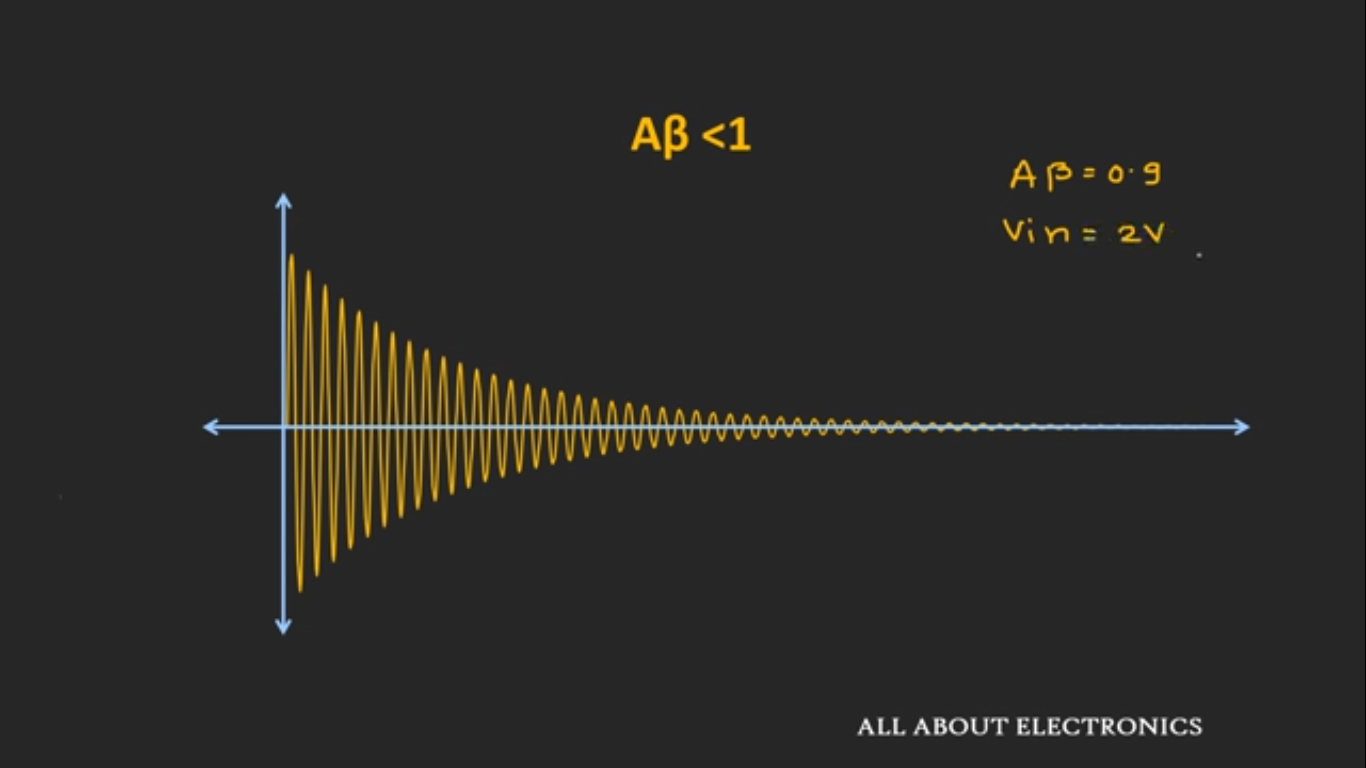 Aβ <1
Aβ = 0.9
Vin = 2V
ALL ABOUT ELECTRONICS